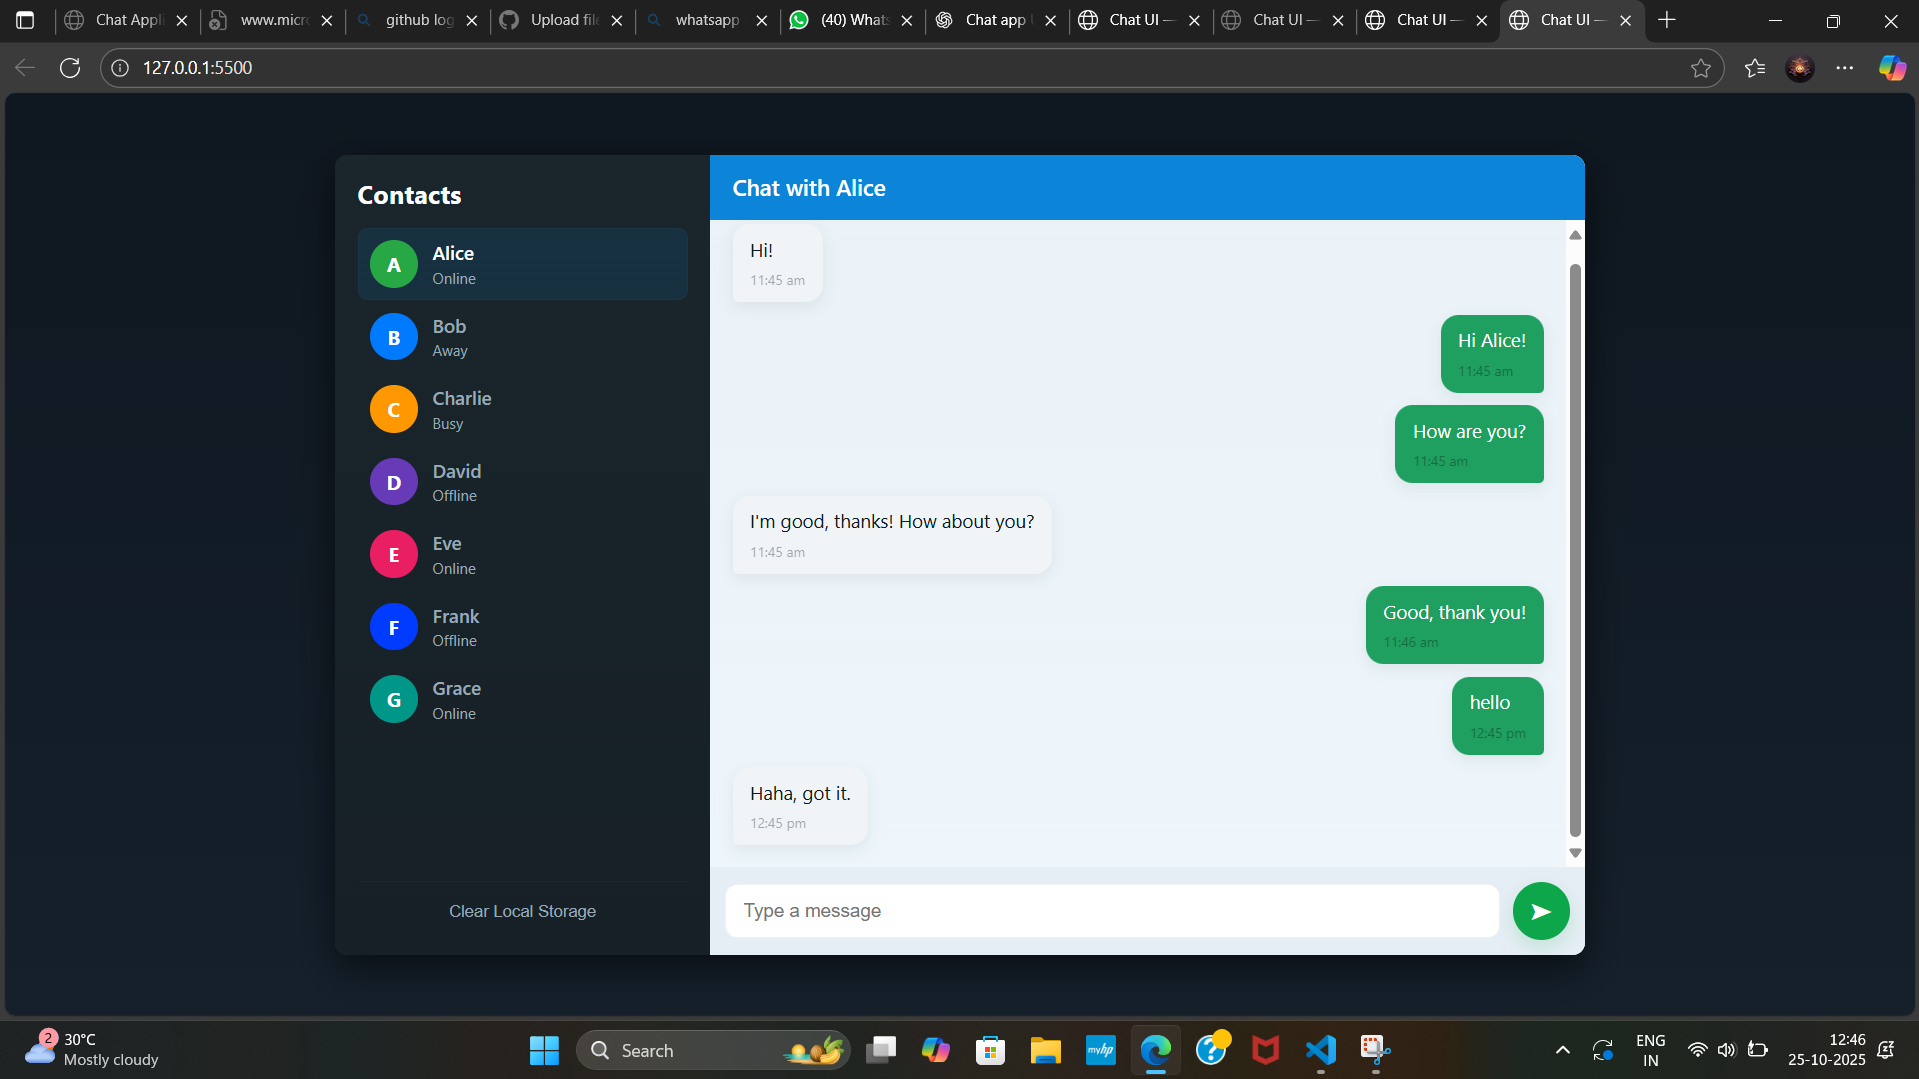 Chat Appli
www.micro
github log
Upload file
whatsapp
(40) Whats
Chat app U
Chat UI —
Chat UI —
Chat UI —
Chat UI —
127.0.0.1:5500
Contacts
A
Alice
Online
B
Bob
Away
C
Charlie
Busy
D
David
Offline
E
Eve
Online
F
Frank
Offline
G
Grace
Online
Clear Local Storage
Chat with Alice
Hi!
11:45 am
Hi Alice!
11:45 am
How are you?
11:45 am
I'm good, thanks! How about you?
11:45 am
Good, thank you!
11:46 am
hello
12:45 pm
Haha, got it.
12:45 pm
Type a message
2
30°C
Mostly cloudy
Search
myhp
ENG
IN
12:46
25-10-2025